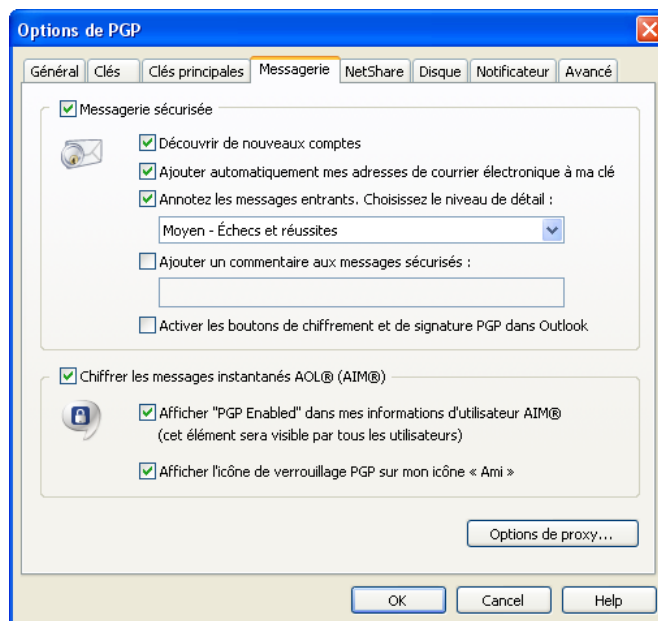 Options de PGP
Général Clés Clés principales Messagerie NetShare Disque Notificateur Avancé
Messagerie sécurisée
Découvrir de nouveaux comptes
Ajouter automatiquement mes adresses de courrier électronique à ma clé
Annotez les messages entrants. Choisissez le niveau de détail :
Moyen - Échecs et réussites
Ajouter un commentaire aux messages sécurisés :
Activer les boutons de chiffrement et de signature PGP dans Outlook
Chiffrer les messages instantanés AOL® (AIM®)
Afficher "PGP Enabled" dans mes informations d'utilisateur AIM®
(cet élément sera visible par tous les utilisateurs)
Afficher l'icône de verrouillage PGP sur mon icône « Ami »
Options de proxy...
OK Cancel Help